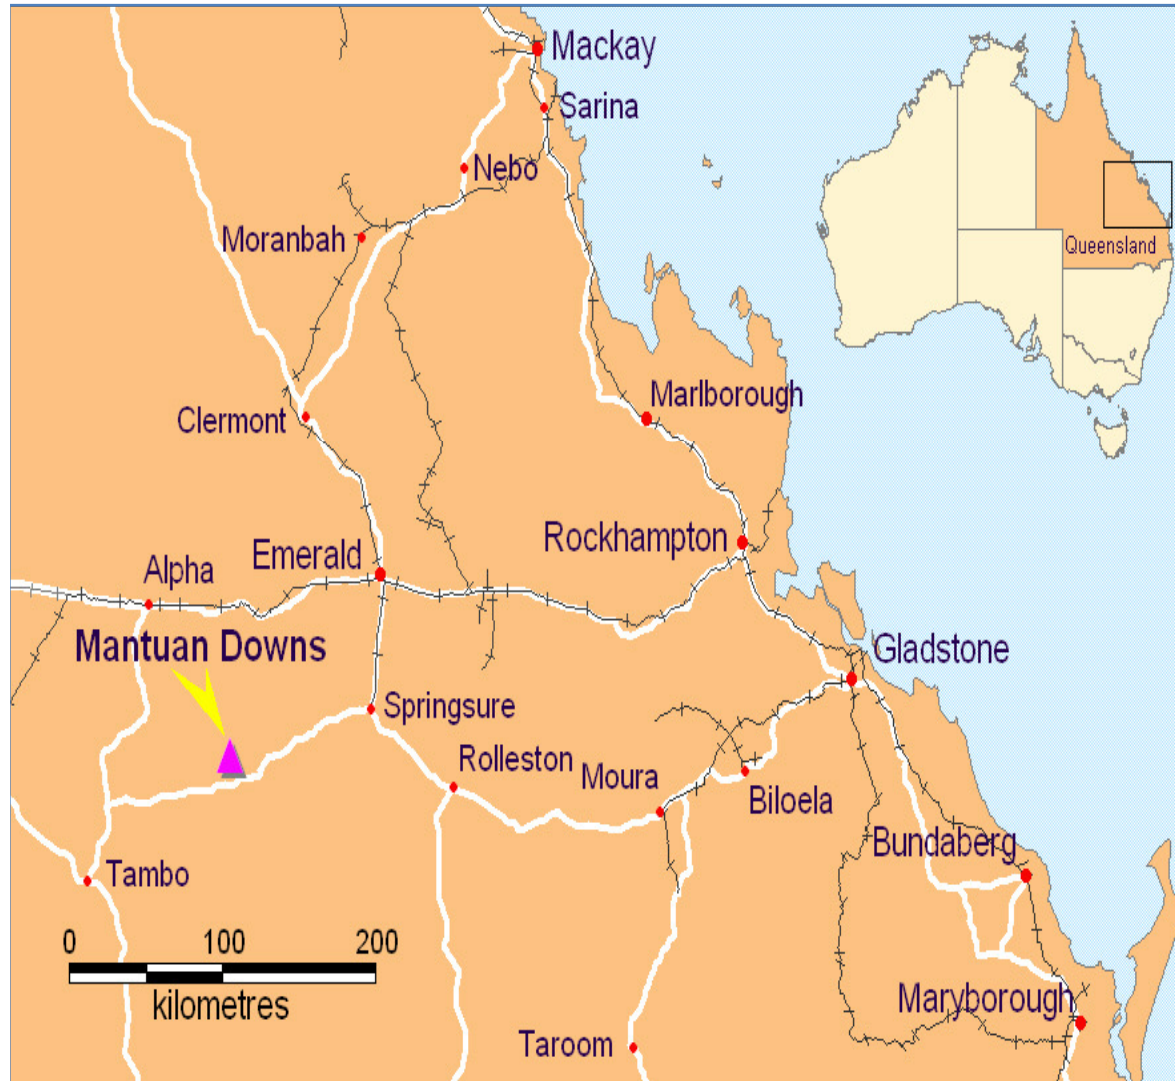 Mackay
Sarina
Nebo
Moranbah
Queensland
Marlborough
Clermont
Rockhampton
Emerald
Alpha
Mantuan Downs
Gladstone
Springsure
Rolleston
Moura
Biloela
Bundaberg
Tambo
0 100 200
kilometres
Maryborough
Taroom